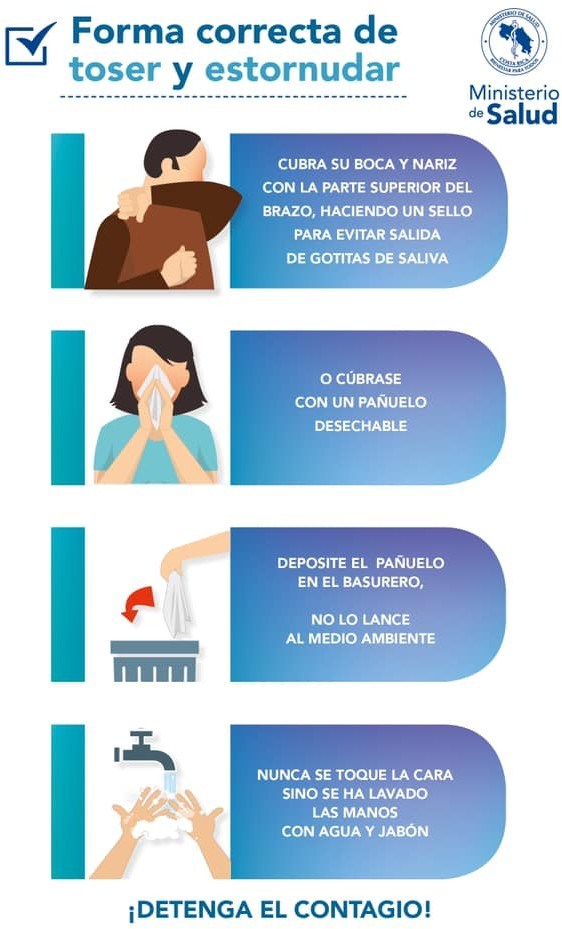 Forma correcta de
toser y estornudar
MINISTERIO DE SALUD
COSTA RICA
BIENESTAR PARA TODOS
Ministerio
de Salud
CUBRA SU BOCA Y NARIZ
CON LA PARTE SUPERIOR DEL
BRAZO, HACIENDO UN SELLO
PARA EVITAR SALIDA
DE GOTITAS DE SALIVA
O CÚBRASE
CON UN PAÑUELO
DESECHABLE
DEPOSITE EL PAÑUELO
EN EL BASURERO,
NO LO LANCE
AL MEDIO AMBIENTE
NUNCA SE TOQUE LA CARA
SINO SE HA LAVADO
LAS MANOS
CON AGUA Y JABÓN
¡DETENGA EL CONTAGIO!